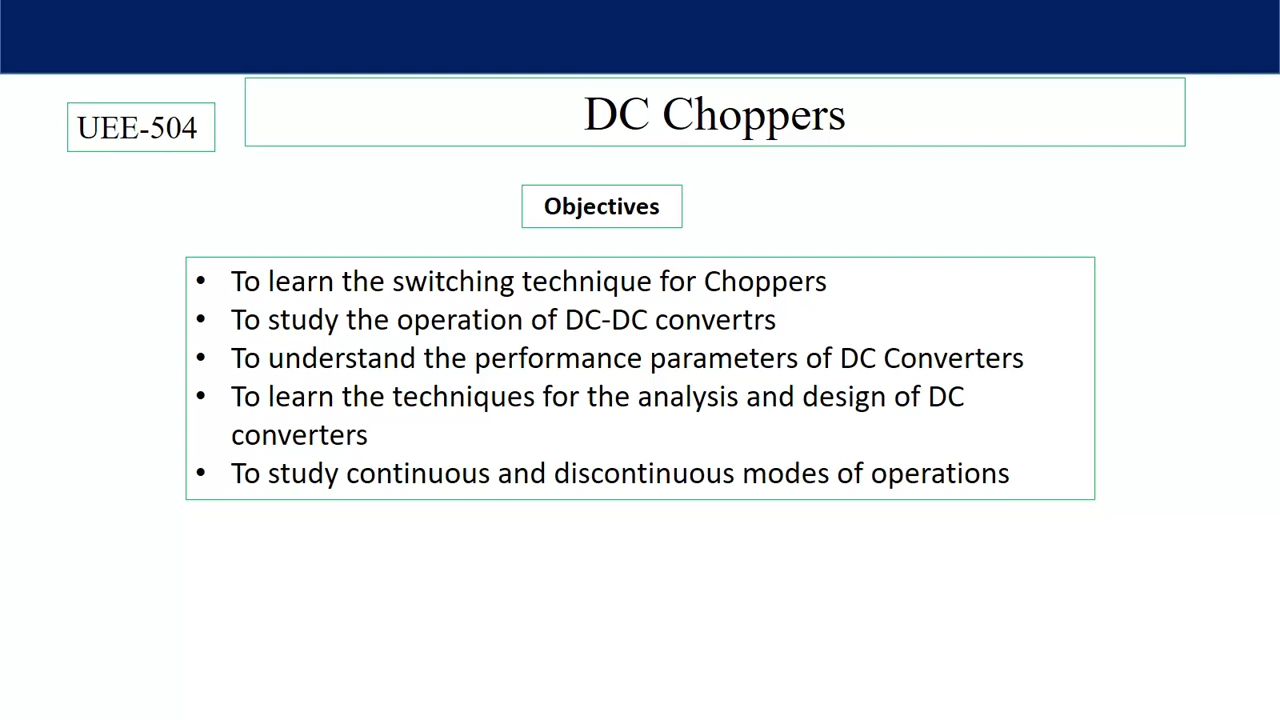 UEE-504
DC Choppers
Objectives
• To learn the switching technique for Choppers
• To study the operation of DC-DC convertrs
• To understand the performance parameters of DC Converters
• To learn the techniques for the analysis and design of DC
converters
• To study continuous and discontinuous modes of operations